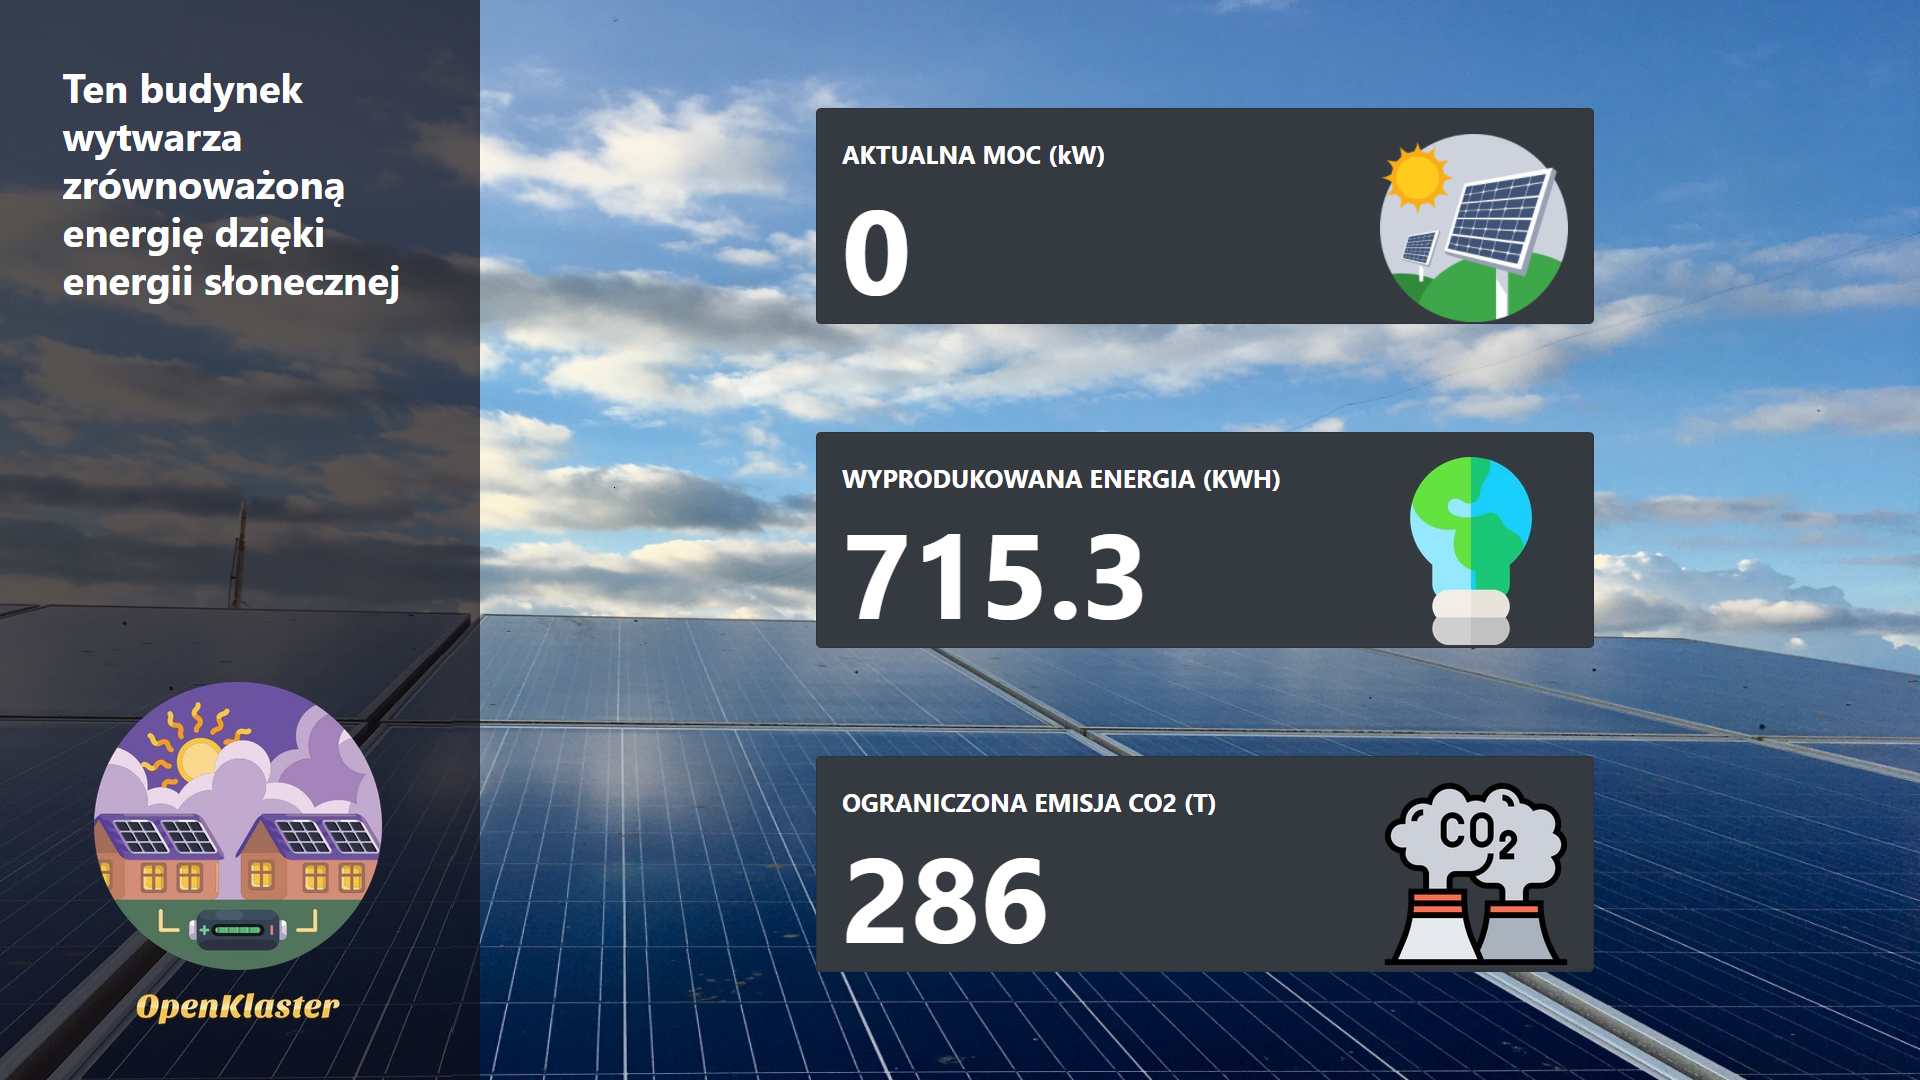 Ten budynek
wytwarza
zrównoważoną
energię dzięki
energii słonecznej
OpenKlaster
AKTUALNA MOC (kW)
0
WYPRODUKOWANA ENERGIA (KWH)
715.3
OGRANICZONA EMISJA CO2 (T)
286
CO2